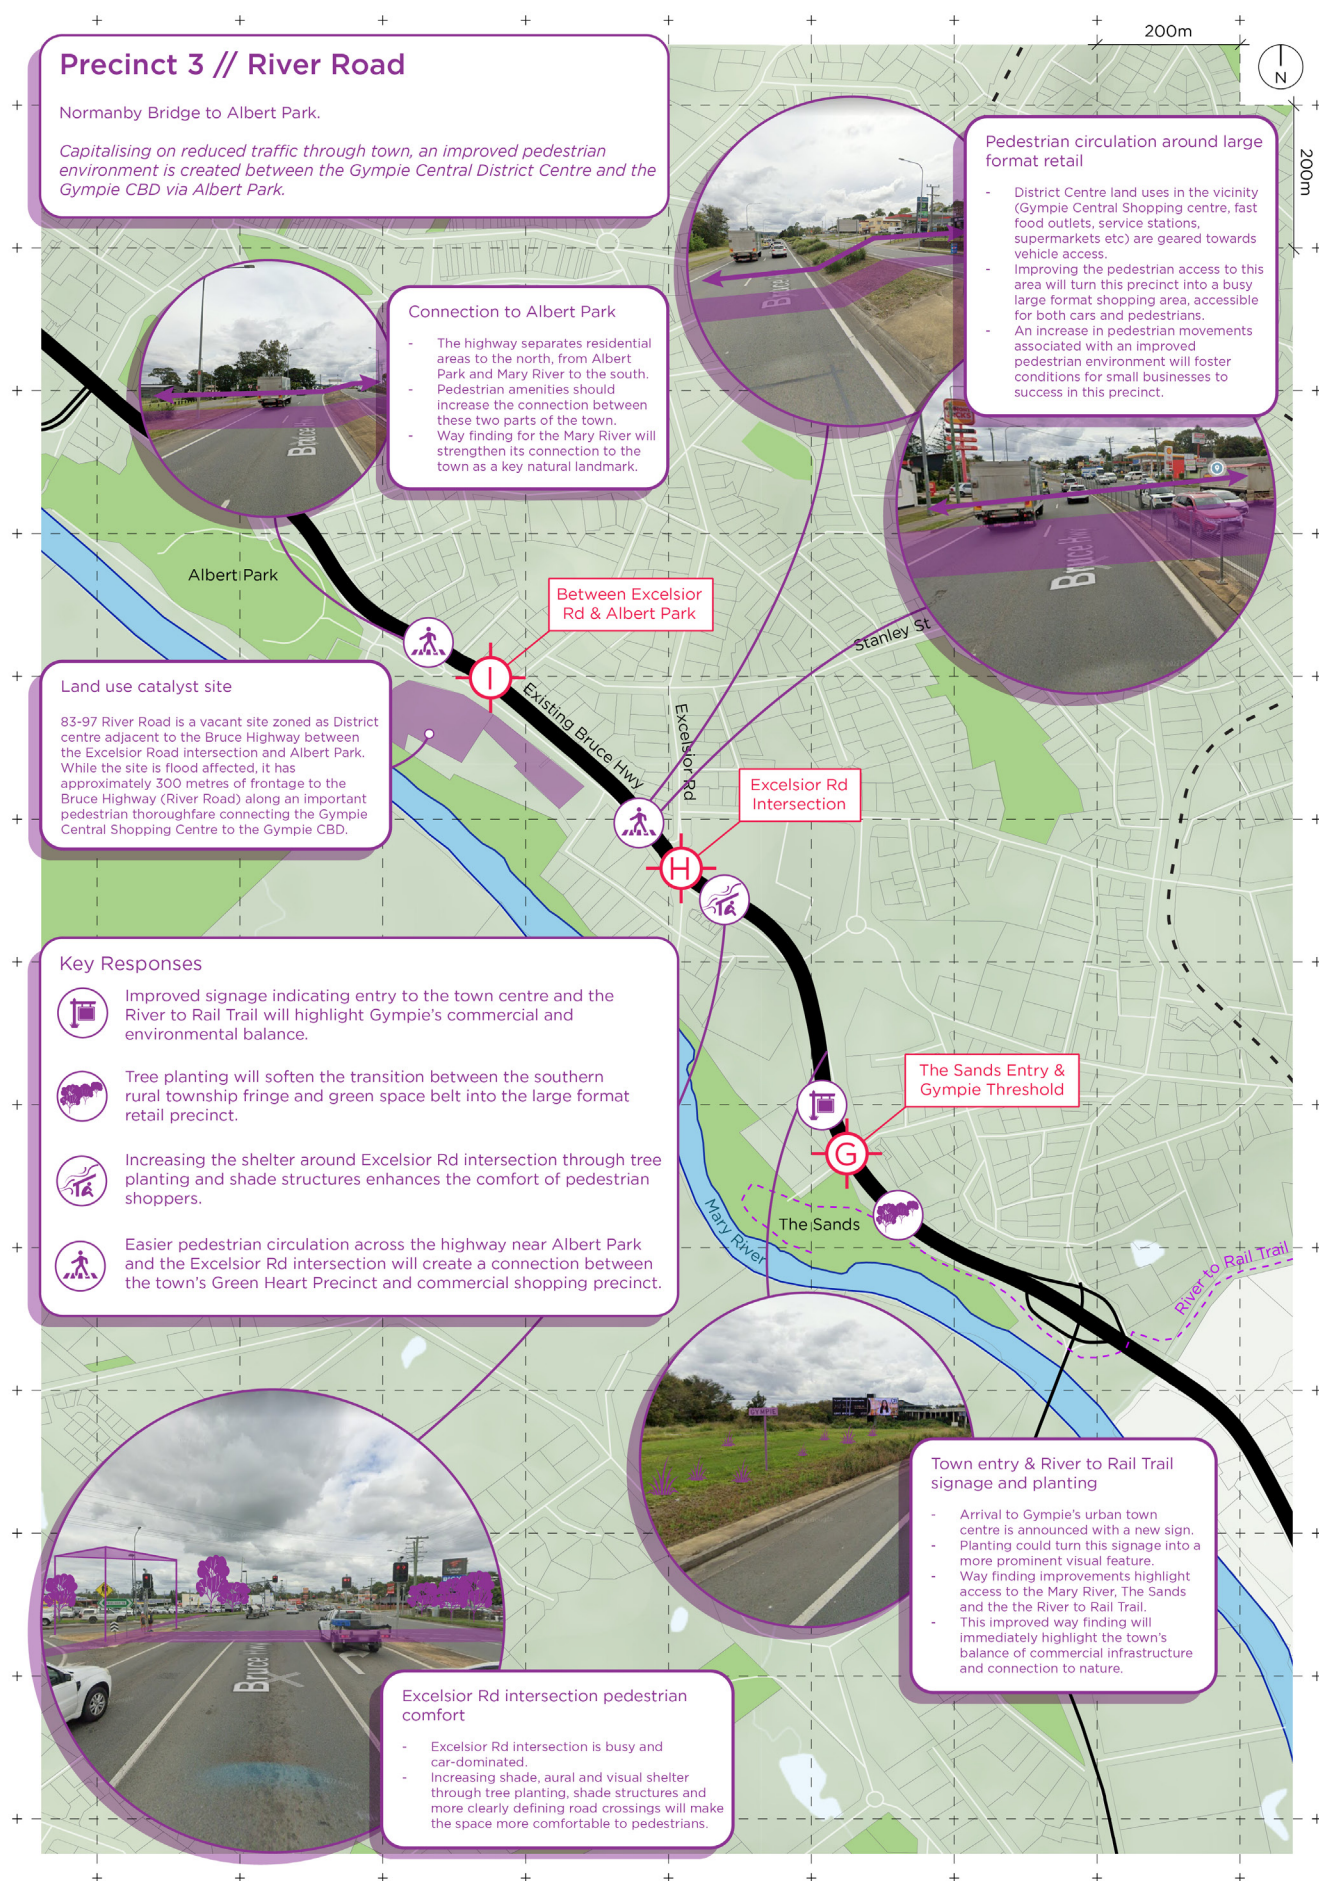 200m
N
200m
Precinct 3 // River Road
Normanby Bridge to Albert Park.
Capitalising on reduced traffic through town, an improved pedestrian
environment is created between the Gympie Central District Centre and the
Gympie CBD via Albert Park.
Pedestrian circulation around large
format retail
- District Centre land uses in the vicinity
(Gympie Central Shopping centre, fast
food outlets, service stations,
supermarkets etc) are geared towards
vehicle access.
- Improving the pedestrian access to this
area will turn this precinct into a busy
large format shopping area, accessible
for both cars and pedestrians.
- An increase in pedestrian movements
associated with an improved
pedestrian environment will foster
conditions for small businesses to
success in this precinct.
Connection to Albert Park
- The highway separates residential
areas to the north, from Albert
Park and Mary River to the south.
- Pedestrian amenities should
increase the connection between
these two parts of the town.
- Way finding for the Mary River will
strengthen its connection to the
town as a key natural landmark.
Bruce Hwy
Albert Park
Between Excelsior
Rd & Albert Park
Stanley St
I
Existing Bruce Hwy
Excelsior Rd
Land use catalyst site
83-97 River Road is a vacant site zoned as District
centre adjacent to the Bruce Highway between
the Excelsior Road intersection and Albert Park.
While the site is flood affected, it has
approximately 300 metres of frontage to the
Bruce Highway (River Road) along an important
pedestrian thoroughfare connecting the Gympie
Central Shopping Centre to the Gympie CBD.
Excelsior Rd
Intersection
H
Key Responses
Improved signage indicating entry to the town centre and the
River to Rail Trail will highlight Gympie's commercial and
environmental balance.
Tree planting will soften the transition between the southern
rural township fringe and green space belt into the large format
retail precinct.
Increasing the shelter around Excelsior Rd intersection through tree
planting and shade structures enhances the comfort of pedestrian
shoppers.
Easier pedestrian circulation across the highway near Albert Park
and the Excelsior Rd intersection will create a connection between
the town's Green Heart Precinct and commercial shopping precinct.
The Sands Entry &
Gympie Threshold
G
The Sands
Mary River
River to Rail Trail
GYMPIE
Town entry & River to Rail Trail
signage and planting
- Arrival to Gympie's urban town
centre is announced with a new sign.
- Planting could turn this signage into a
more prominent visual feature.
- Way finding improvements highlight
access to the Mary River, The Sands
and the the River to Rail Trail.
- This improved way finding will
immediately highlight the town's
balance of commercial infrastructure
and connection to nature.
Bruce Hwy
Excelsior Rd intersection pedestrian
comfort
- Excelsior Rd intersection is busy and
car-dominated.
- Increasing shade, aural and visual shelter
through tree planting, shade structures and
more clearly defining road crossings will make
the space more comfortable to pedestrians.